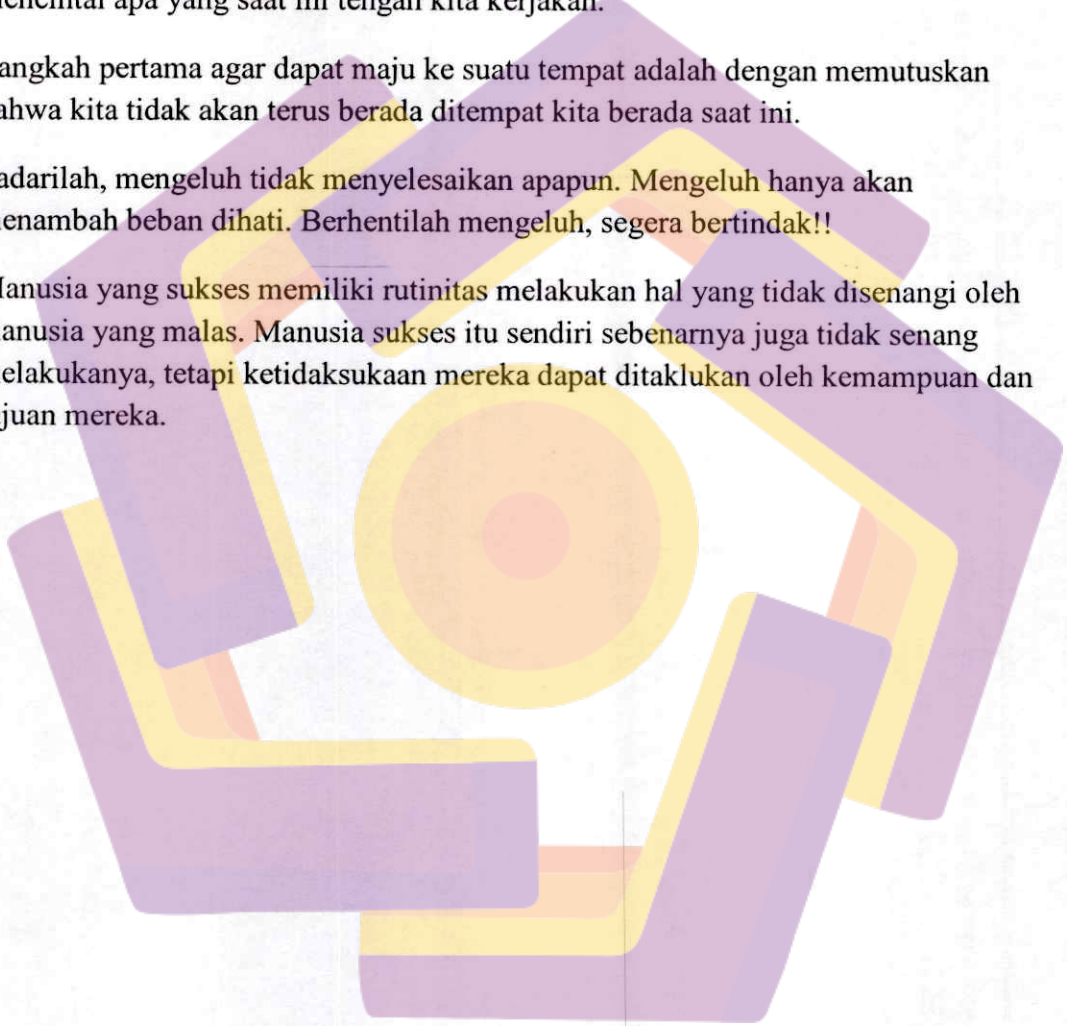 apa yang saat ini tengah kita kerjakan.
angkah pertama agar dapat maju ke suatu tempat adalah dengan memutuskan
ahwa kita tidak akan terus berada ditempat kita berada saat ini.
adarilah, mengeluh tidak menyelesaikan apapun. Mengeluh hanya akan
enambah beban dihati. Berhentilah mengeluh, segera bertindak!!
anusia yang sukses memiliki rutinitas melakukan hal yang tidak disenangi oleh
anusia yang malas. Manusia sukses itu sendiri sebenarnya juga tidak senang
elakukanya, tetapi ketidaksukaan mereka dapat ditaklukan oleh kemampuan dan
juan mereka.